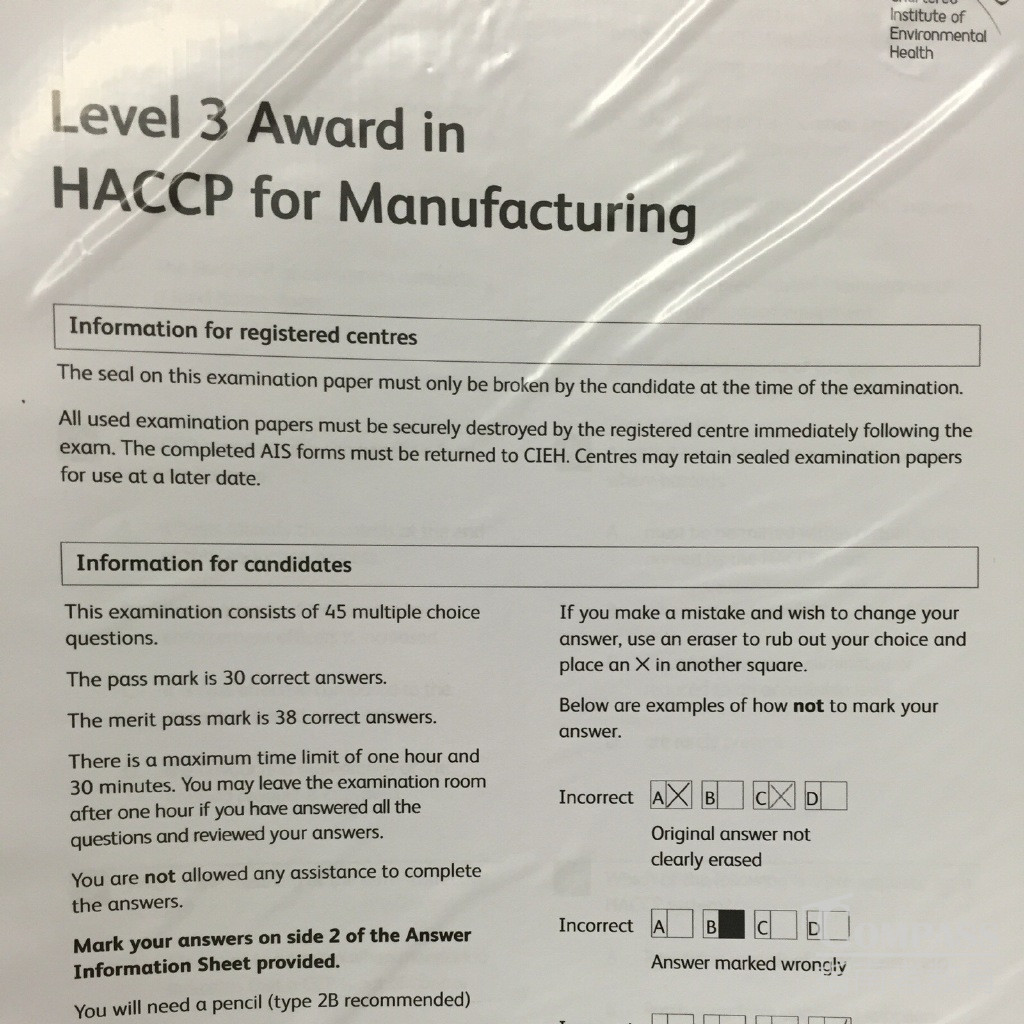 Institute of
Environmental
Health
Level 3 Award in
HACCP for Manufacturing
Information for registered centres
The seal on this examination paper must only be broken by the candidate at the time of the examination.
All used examination papers must be securely destroyed by the registered centre immediately following the
exam. The completed AIS forms must be returned to CIEH. Centres may retain sealed examination papers
for use at a later date.
Information for candidates
This examination consists of 45 multiple choice
questions.
The pass mark is 30 correct answers.
The merit pass mark is 38 correct answers.
There is a maximum time limit of one hour and
30 minutes. You may leave the examination room
after one hour if you have answered all the
questions and reviewed your answers.
You are not allowed any assistance to complete
the answers.
Mark your answers on side 2 of the Answer
Information Sheet provided.
You will need a pencil (type 2B recommended)
If you make a mistake and wish to change your
answer, use an eraser to rub out your choice and
place an X in another square.
Below are examples of how not to mark your
answer.
Incorrect A X B C X D
Original answer not
clearly erased
Incorrect A B C D
Answer marked wrongly